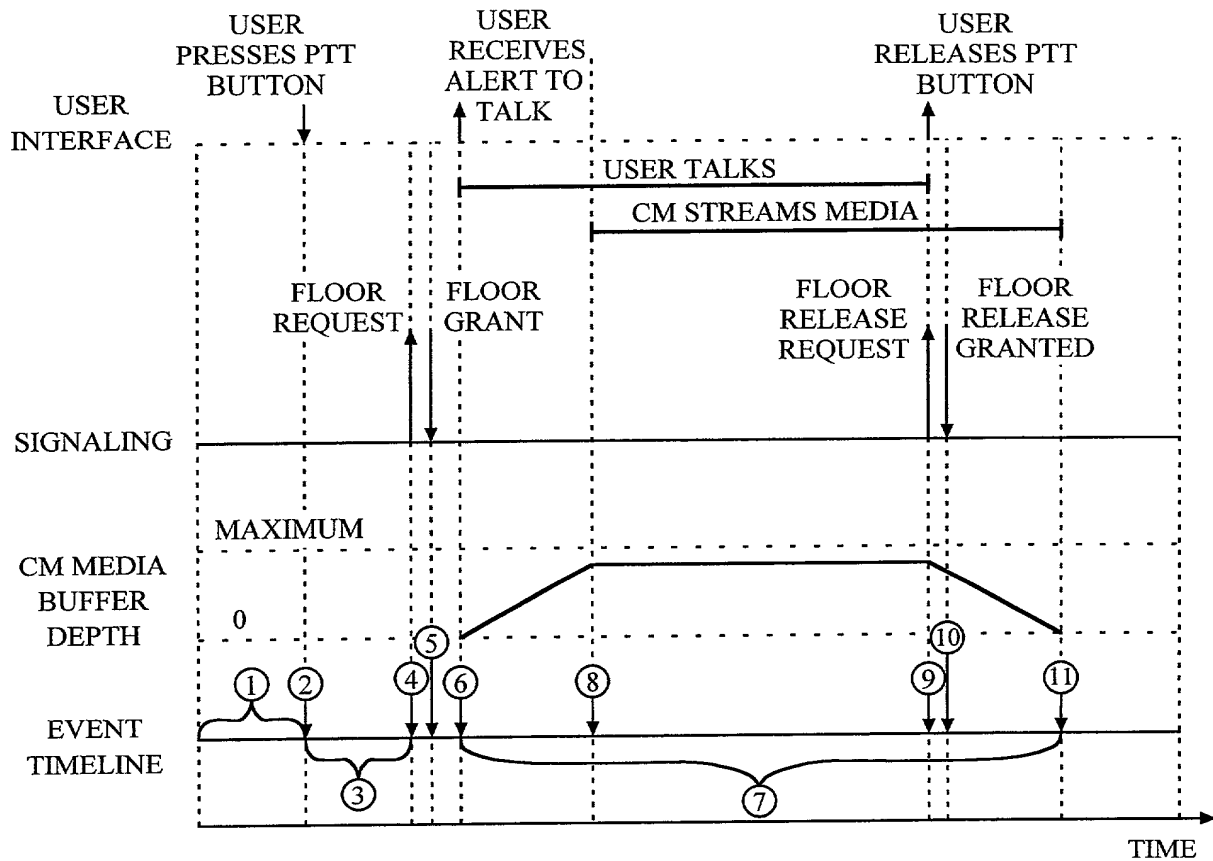 USER
PRESSES PTT
BUTTON
USER
RECEIVES
ALERT TO
TALK
USER
RELEASES PTT
BUTTON
USER
INTERFACE
USER TALKS
CM STREAMS MEDIA
FLOOR
REQUEST
FLOOR
GRANT
FLOOR
RELEASE
REQUEST
FLOOR
RELEASE
GRANTED
SIGNALING
MAXIMUM
CM MEDIA
BUFFER
DEPTH
0
1
2
3
4
5
6
7
8
9
10
11
EVENT
TIMELINE
TIME